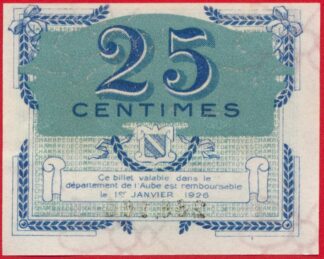 25
CENTIMES
Ce billet valable dans le
département de l'Aube est remboursable
le 1er JANVIER 1926